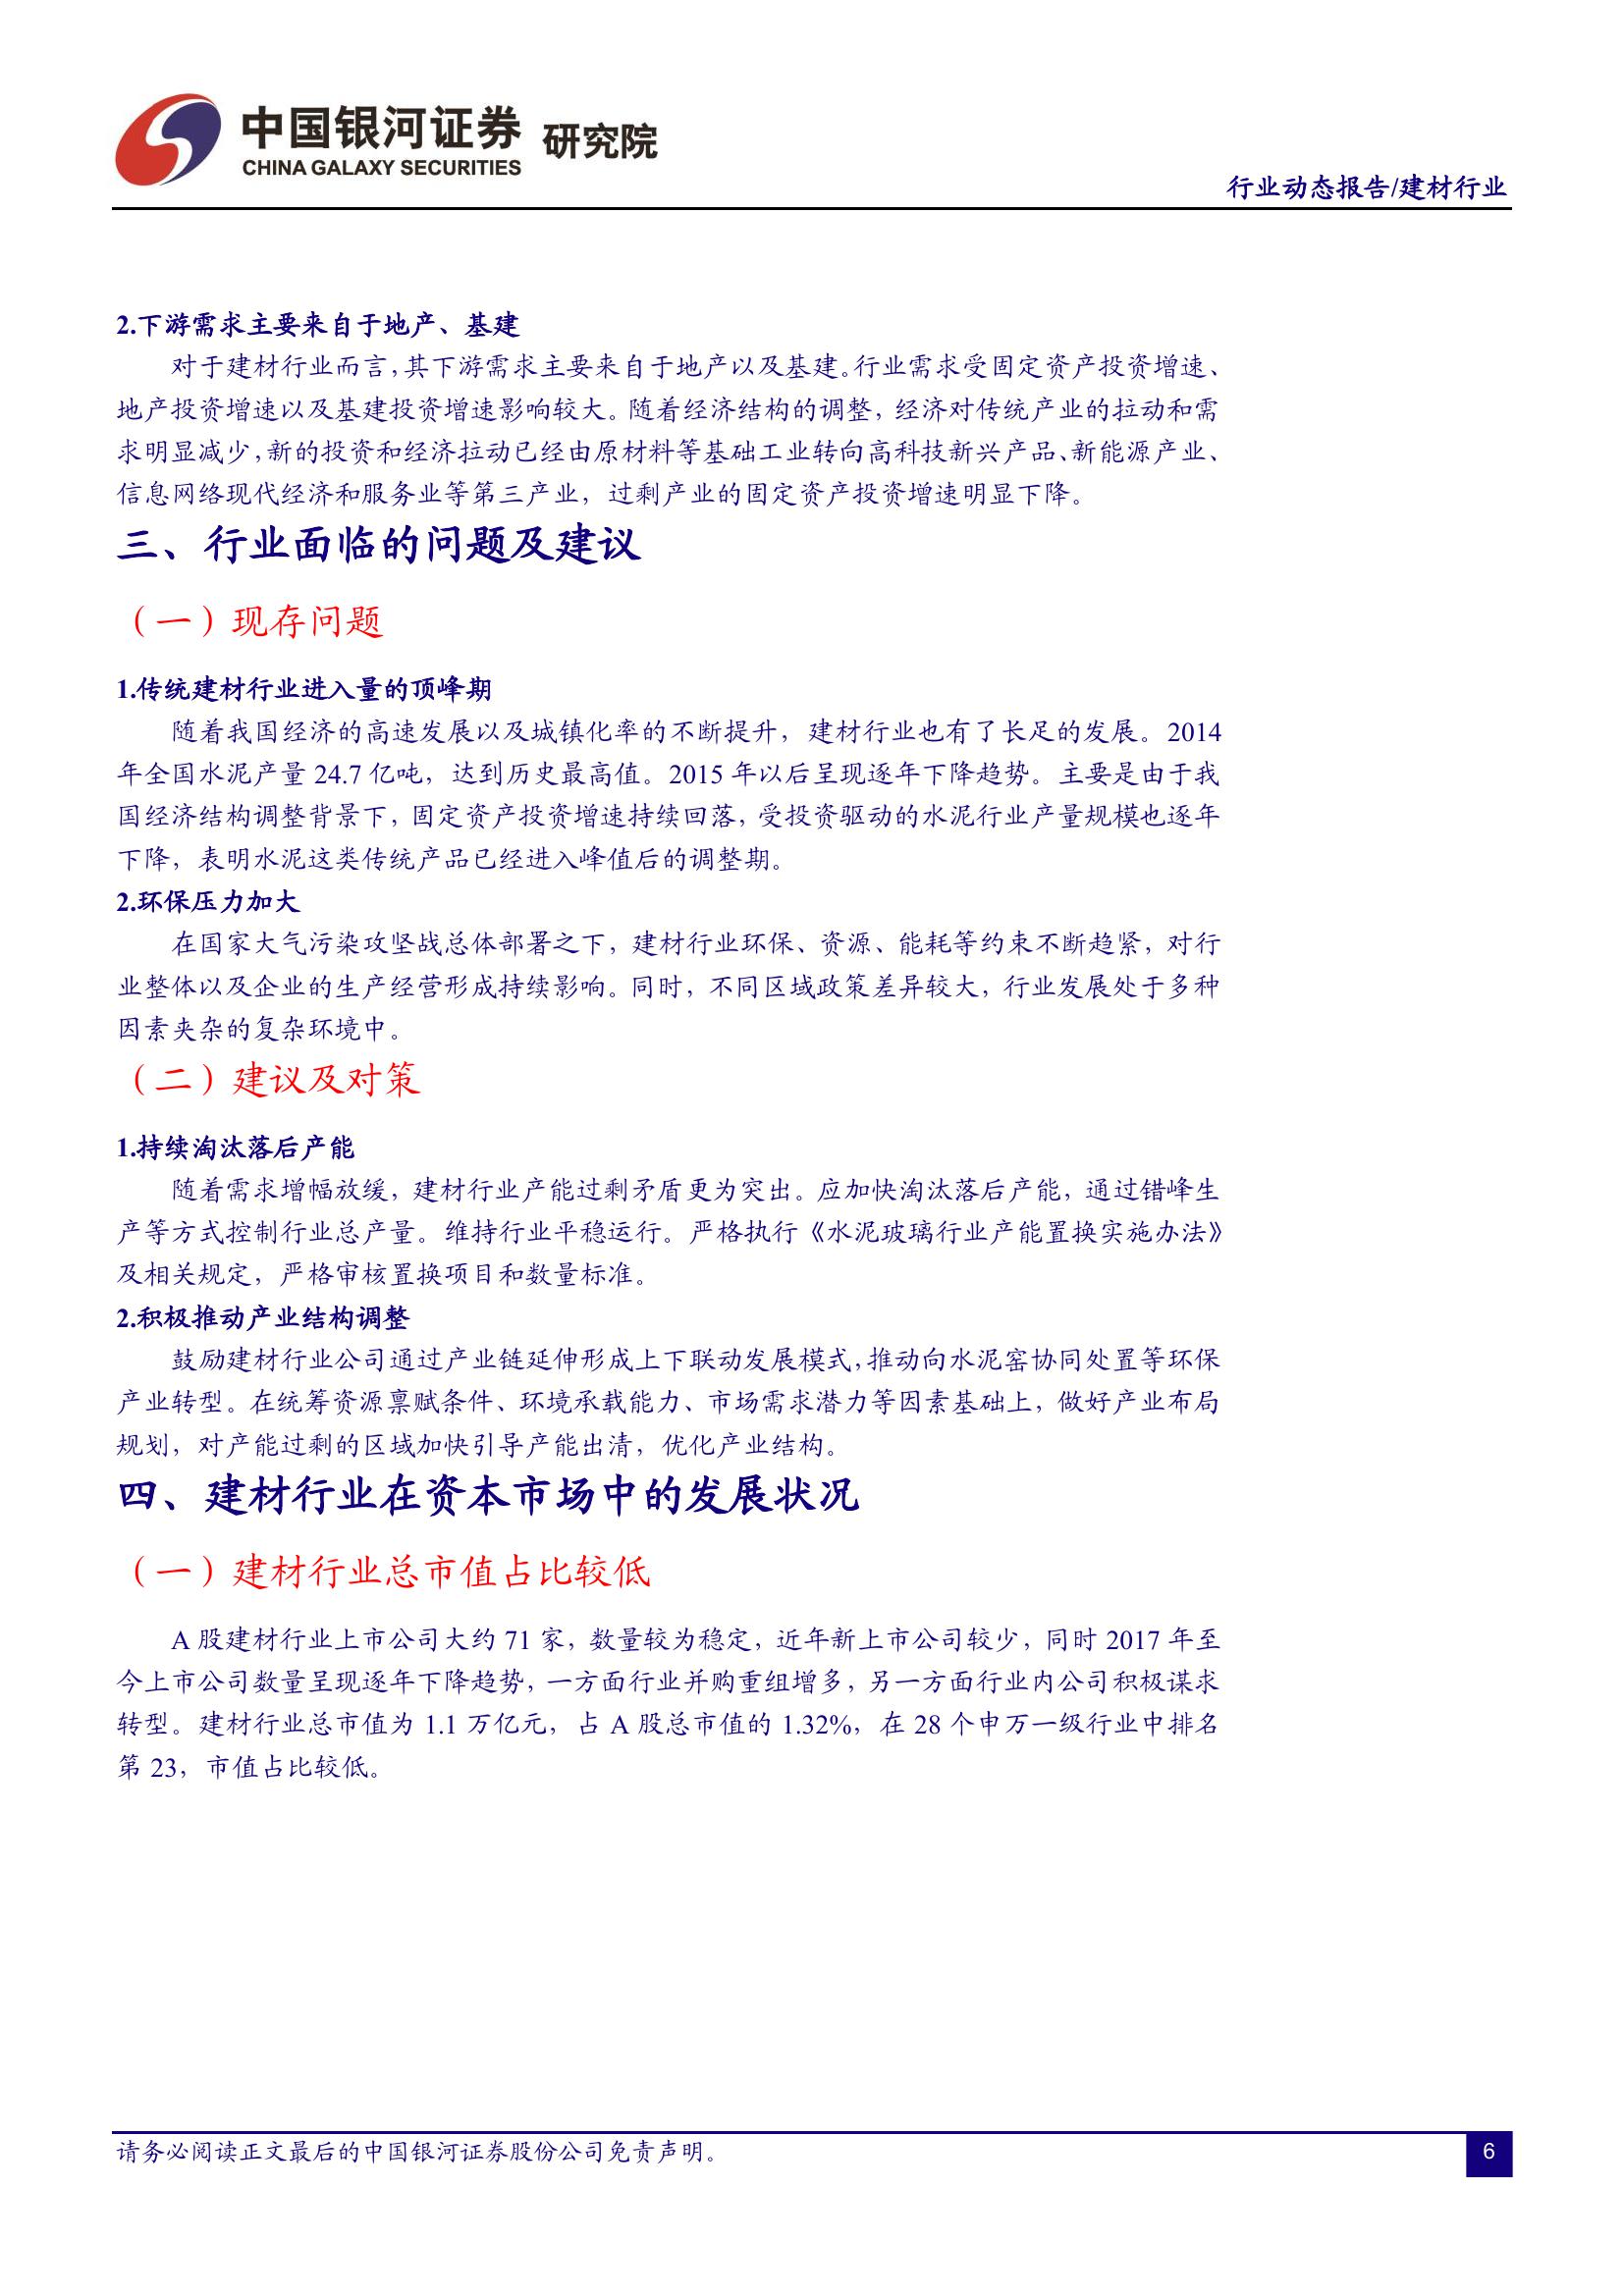 中国银河证券 研究院
CHINA GALAXY SECURITIES
行业动态报告/建材行业
2.下游需求主要来自于地产、基建
对于建材行业而言，其下游需求主要来自于地产以及基建。行业需求受固定资产投资增速、
地产投资增速以及基建投资增速影响较大。随着经济结构的调整，经济对传统产业的拉动和需
求明显减少，新的投资和经济拉动已经由原材料等基础工业转向高科技新兴产品、新能源产业、
信息网络现代经济和服务业等第三产业，过剩产业的固定资产投资增速明显下降。
三、行业面临的问题及建议
（一）现存问题
1.传统建材行业进入量的顶峰期
随着我国经济的高速发展以及城镇化率的不断提升，建材行业也有了长足的发展。2014
年全国水泥产量 24.7 亿吨，达到历史最高值。2015 年以后呈现逐年下降趋势。主要是由于我
国经济结构调整背景下，固定资产投资增速持续回落，受投资驱动的水泥行业产量规模也逐年
下降，表明水泥这类传统产品已经进入峰值后的调整期。
2.环保压力加大
在国家大气污染攻坚战总体部署之下，建材行业环保、资源、能耗等约束不断趋紧，对行
业整体以及企业的生产经营形成持续影响。同时，不同区域政策差异较大，行业发展处于多种
因素夹杂的复杂环境中。
（二）建议及对策
1.持续淘汰落后产能
随着需求增幅放缓，建材行业产能过剩矛盾更为突出。应加快淘汰落后产能，通过错峰生
产等方式控制行业总产量。维持行业平稳运行。严格执行《水泥玻璃行业产能置换实施办法》
及相关规定，严格审核置换项目和数量标准。
2.积极推动产业结构调整
鼓励建材行业公司通过产业链延伸形成上下联动发展模式，推动向水泥窑协同处置等环保
产业转型。在统筹资源禀赋条件、环境承载能力、市场需求潜力等因素基础上，做好产业布局
规划，对产能过剩的区域加快引导产能出清，优化产业结构。
四、建材行业在资本市场中的发展状况
（一）建材行业总市值占比较低
A 股建材行业上市公司大约 71 家，数量较为稳定，近年新上市公司较少，同时 2017 年至
今上市公司数量呈现逐年下降趋势，一方面行业并购重组增多，另一方面行业内公司积极谋求
转型。建材行业总市值为 1.1 万亿元，占 A 股总市值的 1.32%，在 28 个申万一级行业中排名
第 23，市值占比较低。
请务必阅读正文最后的中国银河证券股份公司免责声明。
6